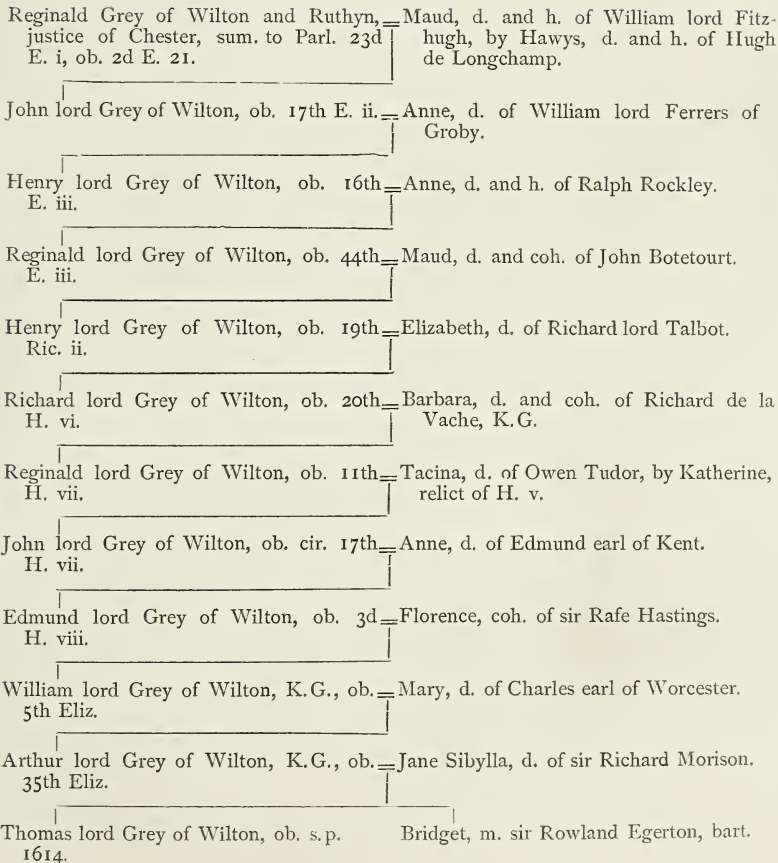 Reginald Grey of Wilton and Ruthyn,
justice of Chester, sum. to Parl. 23d
E. i, ob. 2d E. 21.
Maud, d. and h. of William lord Fitz-
hugh, by Hawys, d. and h. of Hugh
de Longchamp.
John lord Grey of Wilton, ob. 17th E. ii.
Anne, d. of William lord Ferrers of
Groby.
Henry lord Grey of Wilton, ob. 16th
E. iii.
Anne, d. and h. of Ralph Rockley.
Reginald lord Grey of Wilton, ob. 44th
E. iii.
Maud, d. and coh. of John Botetourt.
Henry lord Grey of Wilton, ob. 19th
Ric. ii.
Elizabeth, d. of Richard lord Talbot.
Richard lord Grey of Wilton, ob. 20th
H. vi.
Barbara, d. and coh. of Richard de la
Vache, K.G.
Reginald lord Grey of Wilton, ob. 11th
H. vii.
Tacina, d. of Owen Tudor, by Katherine,
relict of H. v.
John lord Grey of Wilton, ob. cir. 17th
H. vii.
Anne, d. of Edmund earl of Kent.
Edmund lord Grey of Wilton, ob. 3d
H. viii.
Florence, coh. of sir Rafe Hastings.
William lord Grey of Wilton, K.G., ob.
5th Eliz.
Mary, d. of Charles earl of Worcester.
Arthur lord Grey of Wilton, K.G., ob.
35th Eliz.
Jane Sibylla, d. of sir Richard Morison.
Thomas lord Grey of Wilton, ob. s.p.
1614.
Bridget, m. sir Rowland Egerton, bart.